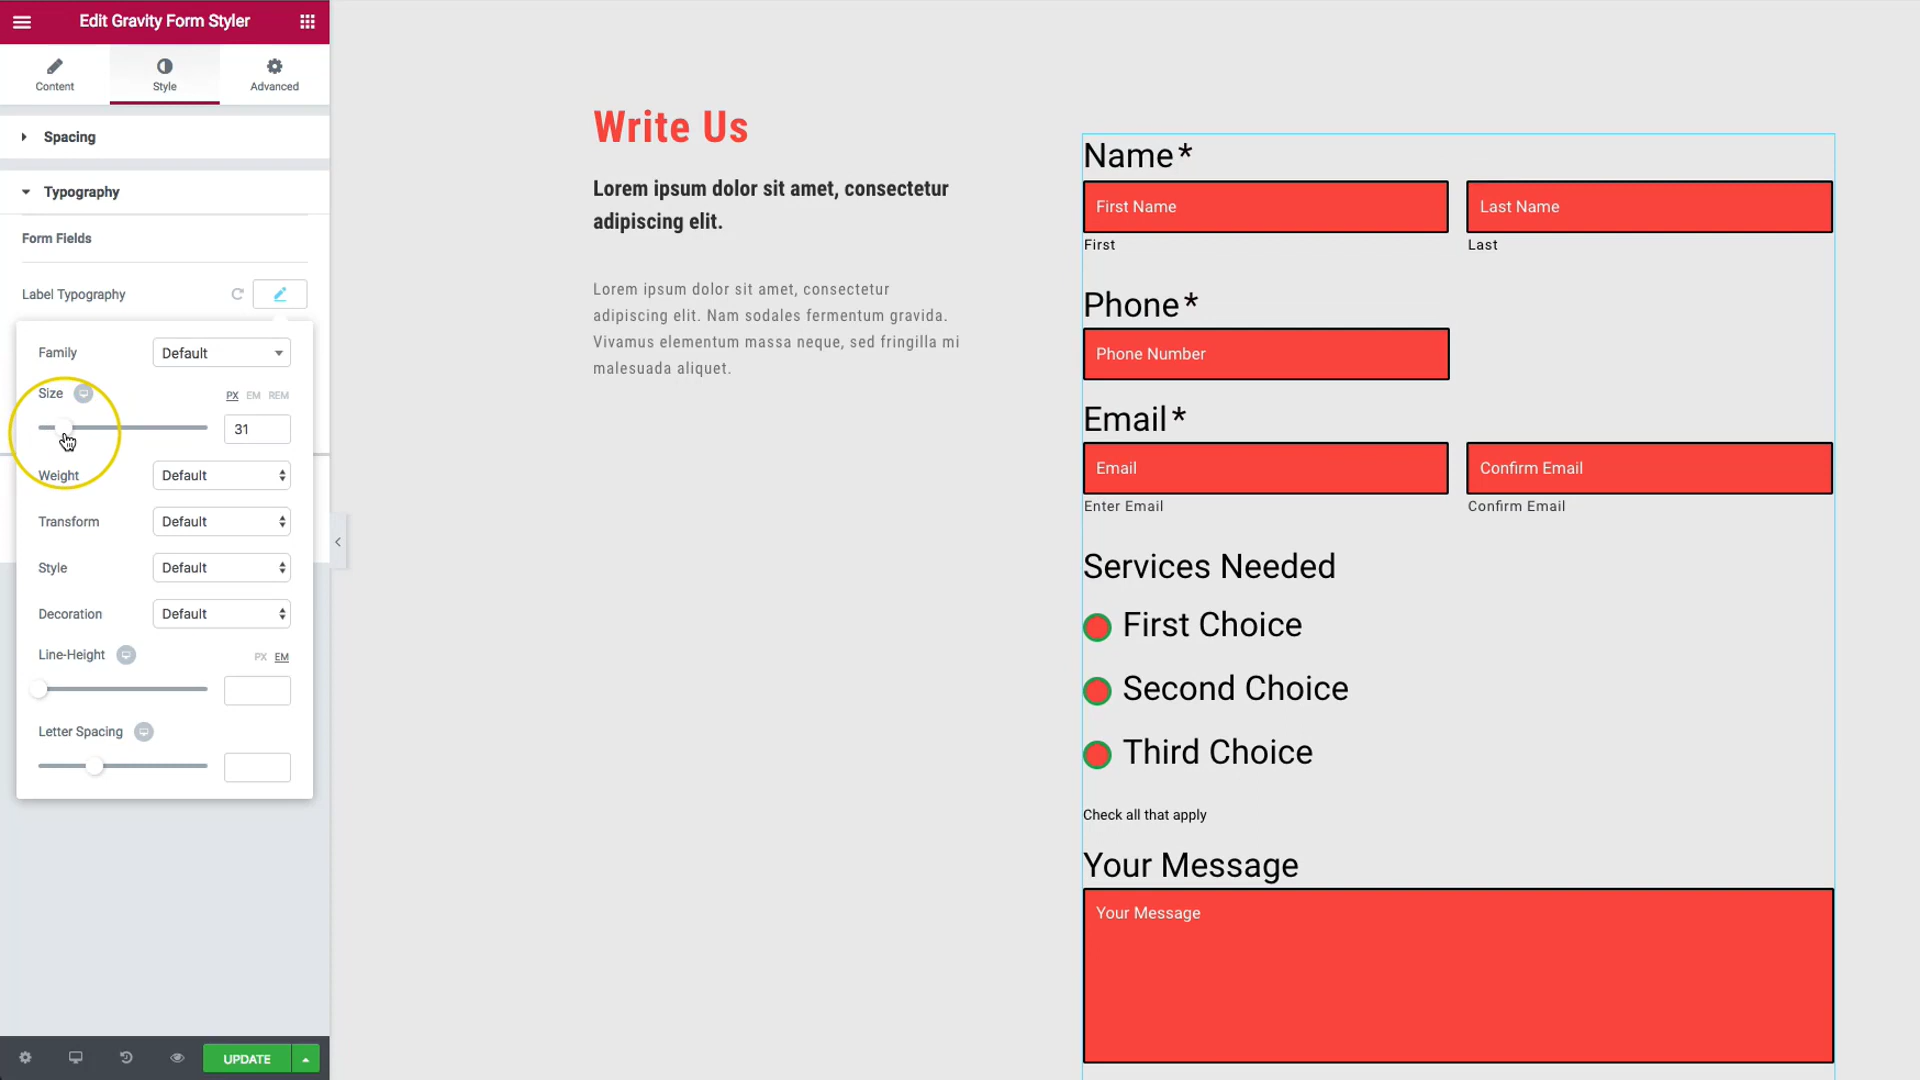 Edit Gravity Form Styler
Content
Style
Advanced
Spacing
Typography
Form Fields
Label Typography
Family
Default
Size
PX EM REM
31
Weight
Default
Transform
Default
Style
Default
Decoration
Default
Line-Height
PX EM
Letter Spacing
UPDATE
Write Us
Lorem ipsum dolor sit amet, consectetur
adipiscing elit.
Lorem ipsum dolor sit amet, consectetur
adipiscing elit. Nam sodales fermentum gravida.
Vivamus elementum massa neque, sed fringilla mi
malesuada aliquet.
Name*
First Name
Last Name
First
Last
Phone*
Phone Number
Email*
Email
Confirm Email
Enter Email
Confirm Email
Services Needed
First Choice
Second Choice
Third Choice
Check all that apply
Your Message
Your Message